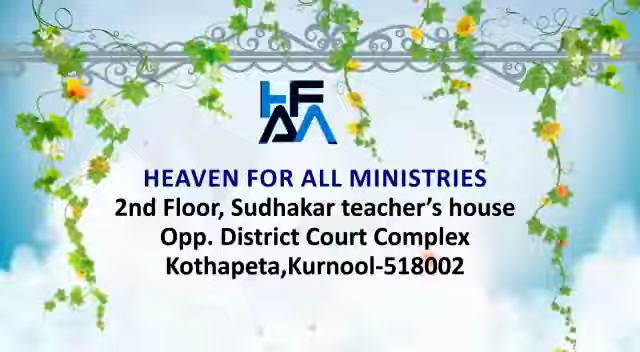 HFAM
HEAVEN FOR ALL MINISTRIES
2nd Floor, Sudhakar teacher’s house
Opp. District Court Complex
Kothapeta,Kurnool-518002